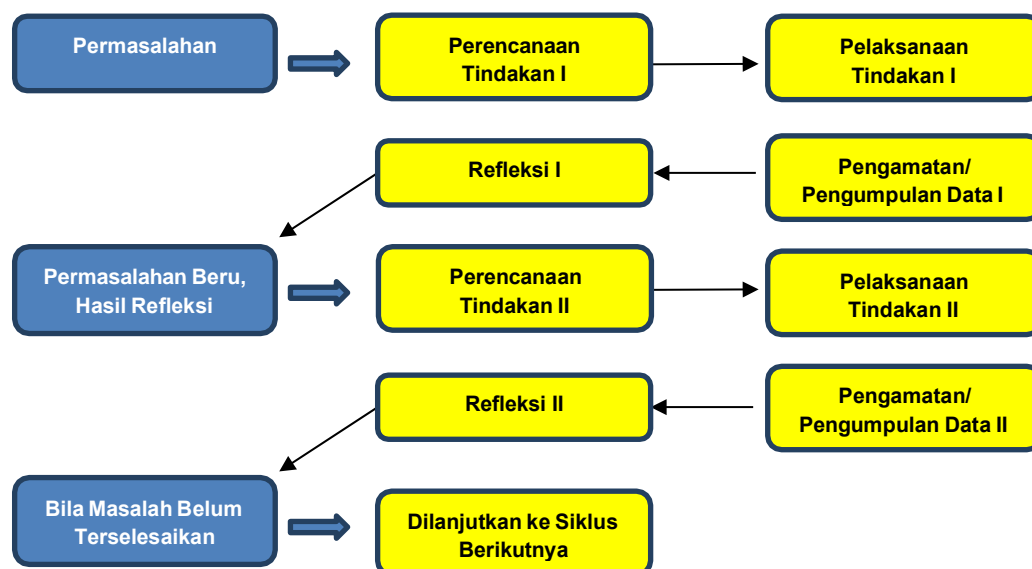 Permasalahan
Perencanaan
Tindakan I
Pelaksanaan
Tindakan I
Refleksi I
Pengamatan/
Pengumpulan Data I
Permasalahan Beru,
Hasil Refleksi
Perencanaan
Tindakan II
Pelaksanaan
Tindakan II
Refleksi II
Pengamatan/
Pengumpulan Data II
Bila Masalah Belum
Terselesaikan
Dilanjutkan ke Siklus
Berikutnya